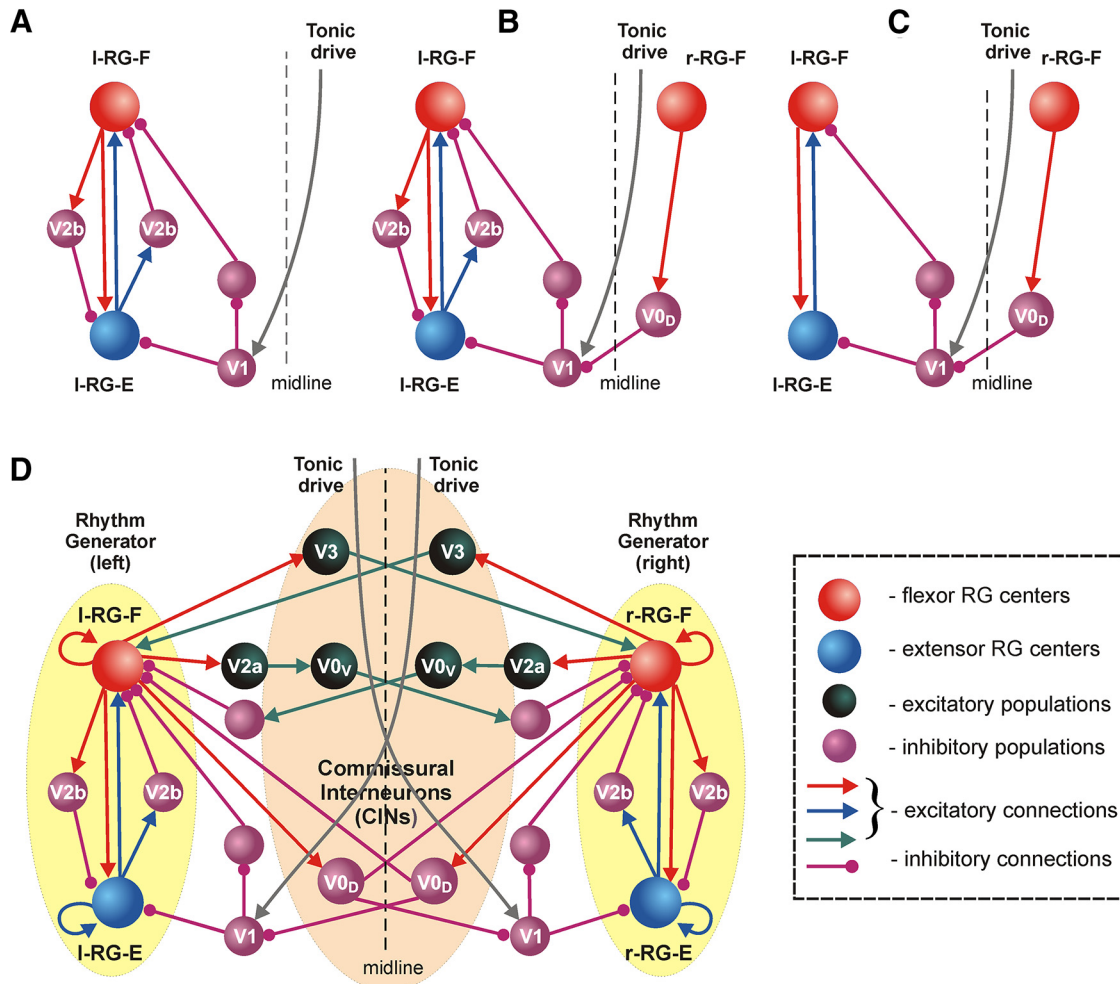 A
Tonic
drive
l-RG-F
V2b
V2b
V1
l-RG-E
midline
B
Tonic
drive
l-RG-F
r-RG-F
V2b
V2b
V0D
V1
l-RG-E
midline
C
Tonic
drive
l-RG-F
r-RG-F
V0D
V1
l-RG-E
midline
D
Tonic
drive
Tonic
drive
Rhythm
Generator
(left)
Rhythm
Generator
(right)
V3
V3
l-RG-F
r-RG-F
V2a
V0V
V0V
V2a
Commissural
Interneurons
(CINs)
V2b
V2b
V2b
V2b
V0D
V0D
V1
V1
l-RG-E
r-RG-E
midline
- flexor RG centers
- extensor RG centers
- excitatory populations
- inhibitory populations
- excitatory connections
- inhibitory connections